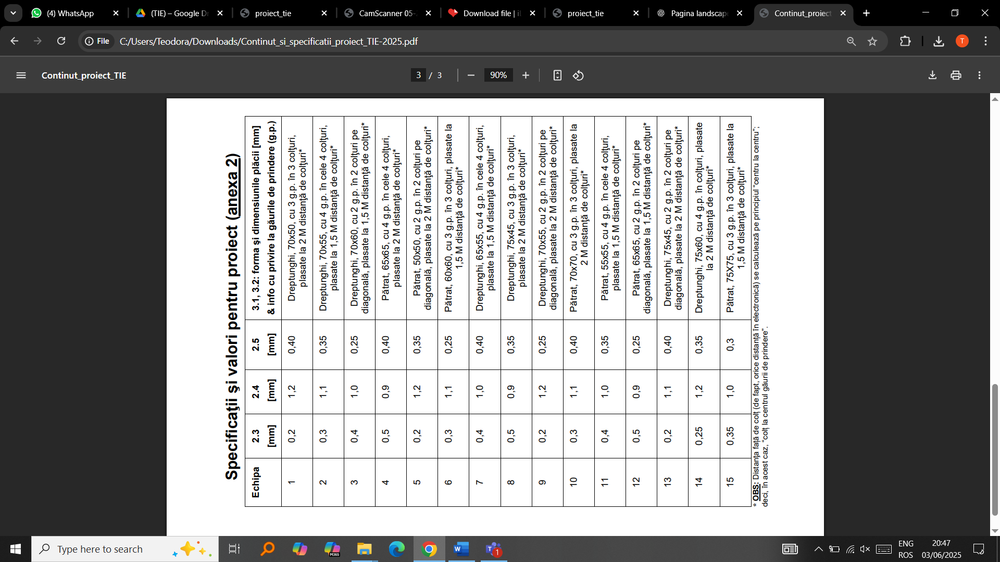 (4) WhatsApp
(TIE) – Google Dr
proiect_tie
CamScanner 05-
Download file | iL
proiect_tie
Pagina landscape
Continut_proiect
File
C:/Users/Teodora/Downloads/Continut_si_specificatii_proiect_TIE-2025.pdf
T
Continut_proiect_TIE
3 / 3
90%
Specificaţii şi valori pentru proiect (anexa 2)
Echipa
2.3 [mm]
2.4 [mm]
2.5 [mm]
3.1, 3.2: forma şi dimensiunile plăcii [mm]
& info cu privire la găurile de prindere (g.p.)
1 0,2 1,2 0,40 Dreptunghi, 70x50, cu 3 g.p. în 3 colţuri,
plasate la 2 M distanţă de colţuri*
2 0,3 1,1 0,35 Dreptunghi, 70x55, cu 4 g.p. în cele 4 colţuri,
plasate la 1,5 M distanţă de colţuri*
3 0,4 1,0 0,25 Dreptunghi, 70x60, cu 2 g.p. în 2 colţuri pe
diagonală, plasate la 1,5 M distanţă de colţuri*
4 0,5 0,9 0,40 Pătrat, 65x65, cu 4 g.p. în cele 4 colţuri,
plasate la 2 M distanţă de colţuri*
5 0,2 1,2 0,35 Pătrat, 50x50, cu 2 g.p. în 2 colţuri pe
diagonală, plasate la 2 M distanţă de colţuri*
6 0,3 1,1 0,25 Pătrat, 60x60, cu 3 g.p. în 3 colţuri, plasate la
1,5 M distanţă de colţuri*
7 0,4 1,0 0,40 Dreptunghi, 65x55, cu 4 g.p. în cele 4 colţuri,
plasate la 1,5 M distanţă de colţuri*
8 0,5 0,9 0,35 Dreptunghi, 75x45, cu 3 g.p. în 3 colţuri,
plasate la 2 M distanţă de colţuri*
9 0,2 1,2 0,25 Dreptunghi, 70x55, cu 2 g.p. în 2 colţuri pe
diagonală, plasate la 2 M distanţă de colţuri*
10 0,3 1,1 0,40 Pătrat, 70x70, cu 3 g.p. în 3 colţuri, plasate la
2 M distanţă de colţuri*
11 0,4 1,0 0,35 Pătrat, 55x55, cu 4 g.p. în cele 4 colţuri,
plasate la 1,5 M distanţă de colţuri*
12 0,5 0,9 0,25 Pătrat, 65x65, cu 2 g.p. în 2 colţuri pe
diagonală, plasate la 1,5 M distanţă de colţuri*
13 0,2 1,1 0,40 Dreptunghi, 75x45, cu 2 g.p. în 2 colţuri pe
diagonală, plasate la 2 M distanţă de colţuri*
14 0,25 1,2 0,35 Dreptunghi, 75x60, cu 4 g.p. în colţuri, plasate
la 2 M distanţă de colţuri*
15 0,35 1,0 0,3 Pătrat, 75X75, cu 3 g.p. în 3 colţuri, plasate la
1,5 M distanţă de colţuri*
* OBS: Distanţa faţă de colţ (de fapt, orice distanţă în electronică) se calculează pe principiul “centru la centru”;
deci, în acest caz, “colţ la centrul găurii de prindere”.
Type here to search
M365
W
1
ENG
ROS
20:47
03/06/2025